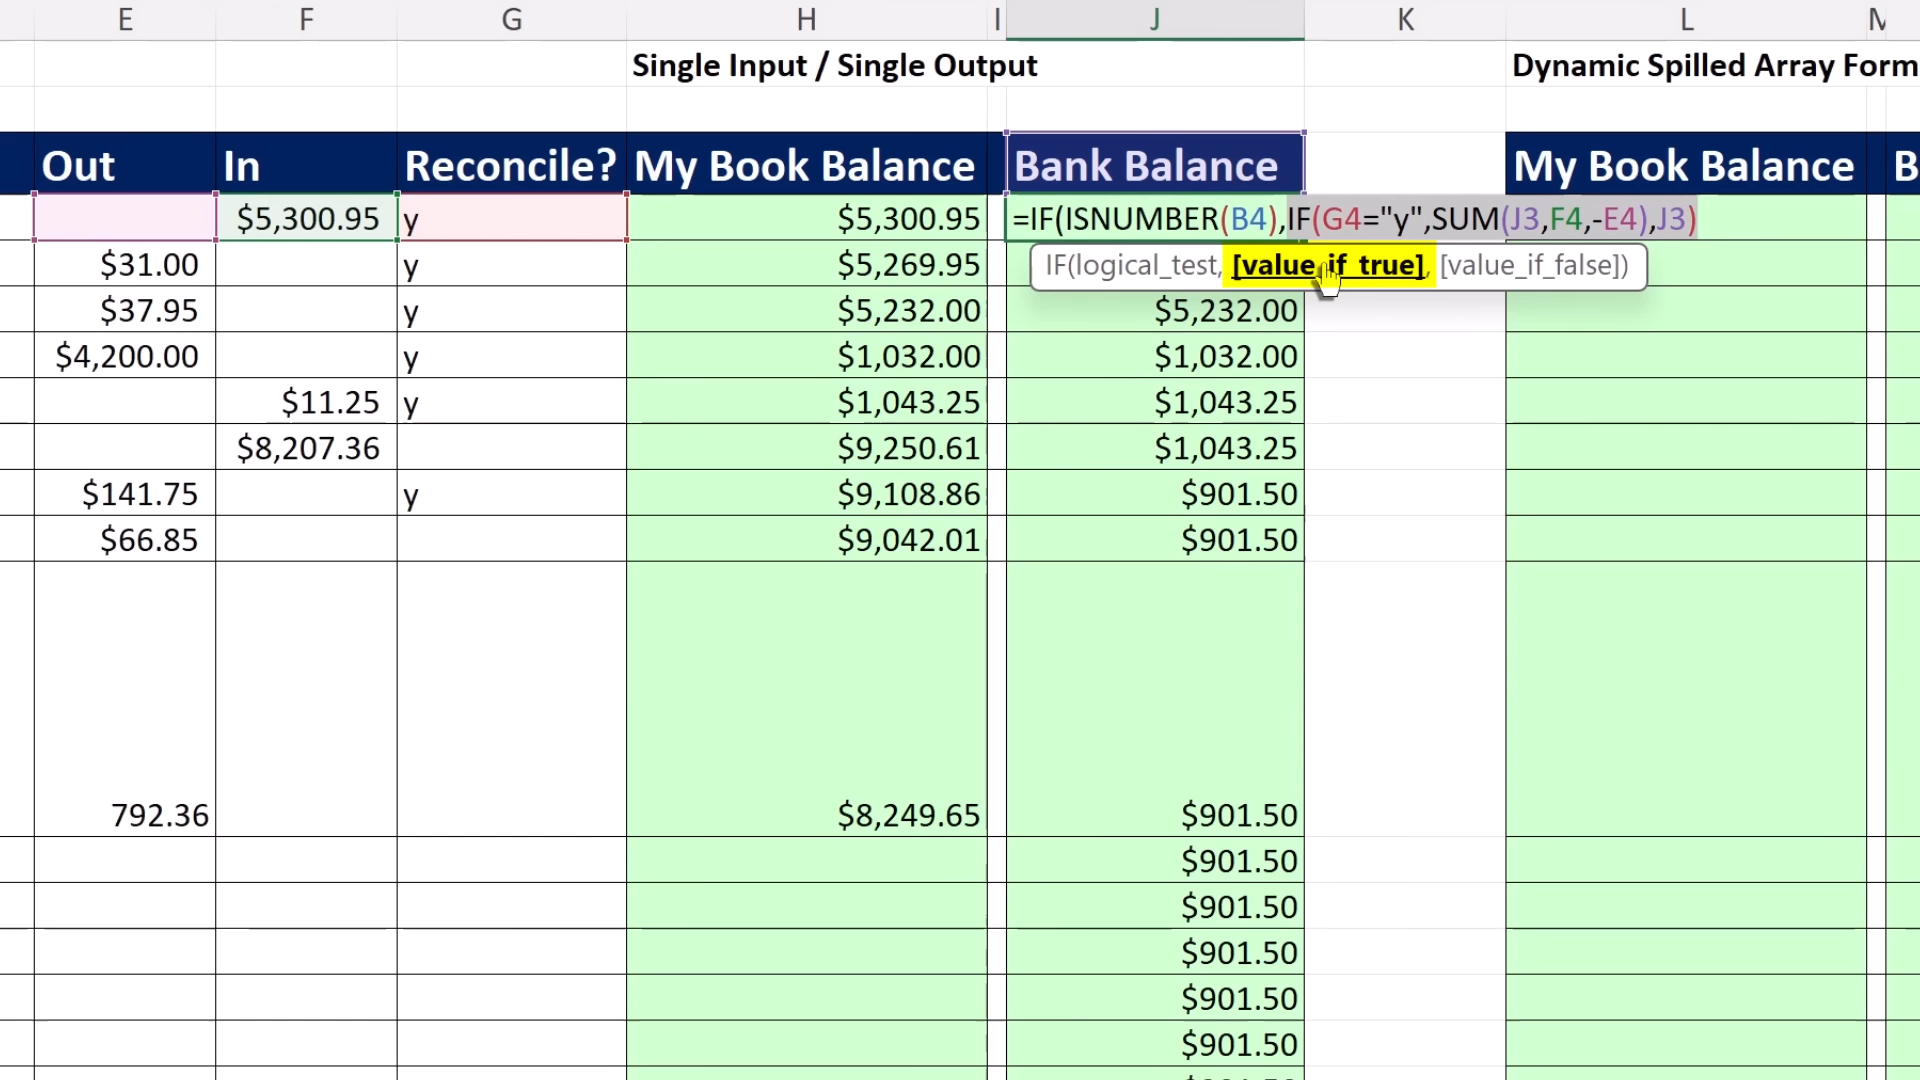 E F G H I J K L M
Single Input / Single Output Dynamic Spilled Array Form
Out In Reconcile? My Book Balance Bank Balance My Book Balance B
$5,300.95 y $5,300.95 =IF(ISNUMBER(B4),IF(G4="y",SUM(J3,F4,-E4),J3)
$31.00 y $5,269.95 IF(logical_test, [value_if_true], [value_if_false])
$37.95 y $5,232.00 $5,232.00
$4,200.00 y $1,032.00 $1,032.00
$11.25 y $1,043.25 $1,043.25
$8,207.36 $9,250.61 $1,043.25
$141.75 y $9,108.86 $901.50
$66.85 $9,042.01 $901.50
792.36 $8,249.65 $901.50
$901.50
$901.50
$901.50
$901.50
$901.50